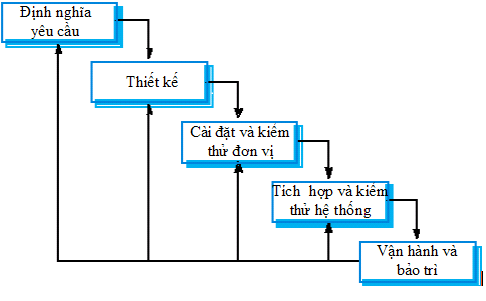 Định nghĩa
yêu cầu
Thiết kế
Cài đặt và kiểm
thử đơn vị
Tích hợp và kiểm
thử hệ thống
Vận hành và
bảo trì